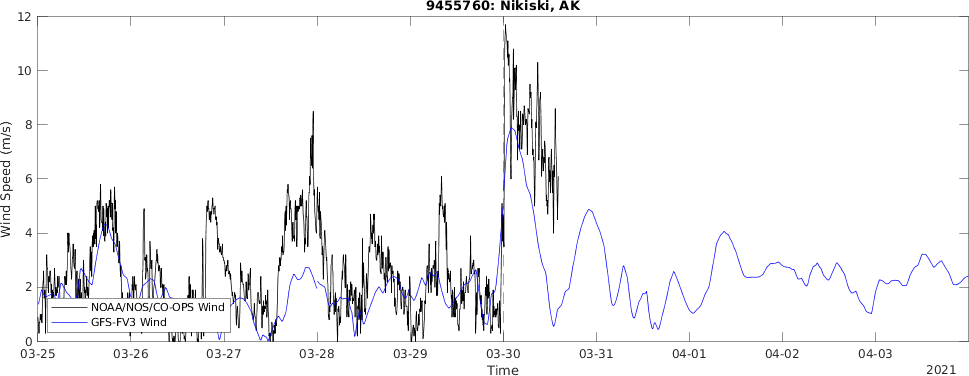 9455760: Nikiski, AK
Wind Speed (m/s)
12
10
8
6
4
2
0
NOAA/NOS/CO-OPS Wind
GFS-FV3 Wind
03-25 03-26 03-27 03-28 03-29 03-30 03-31 04-01 04-02 04-03
Time
2021